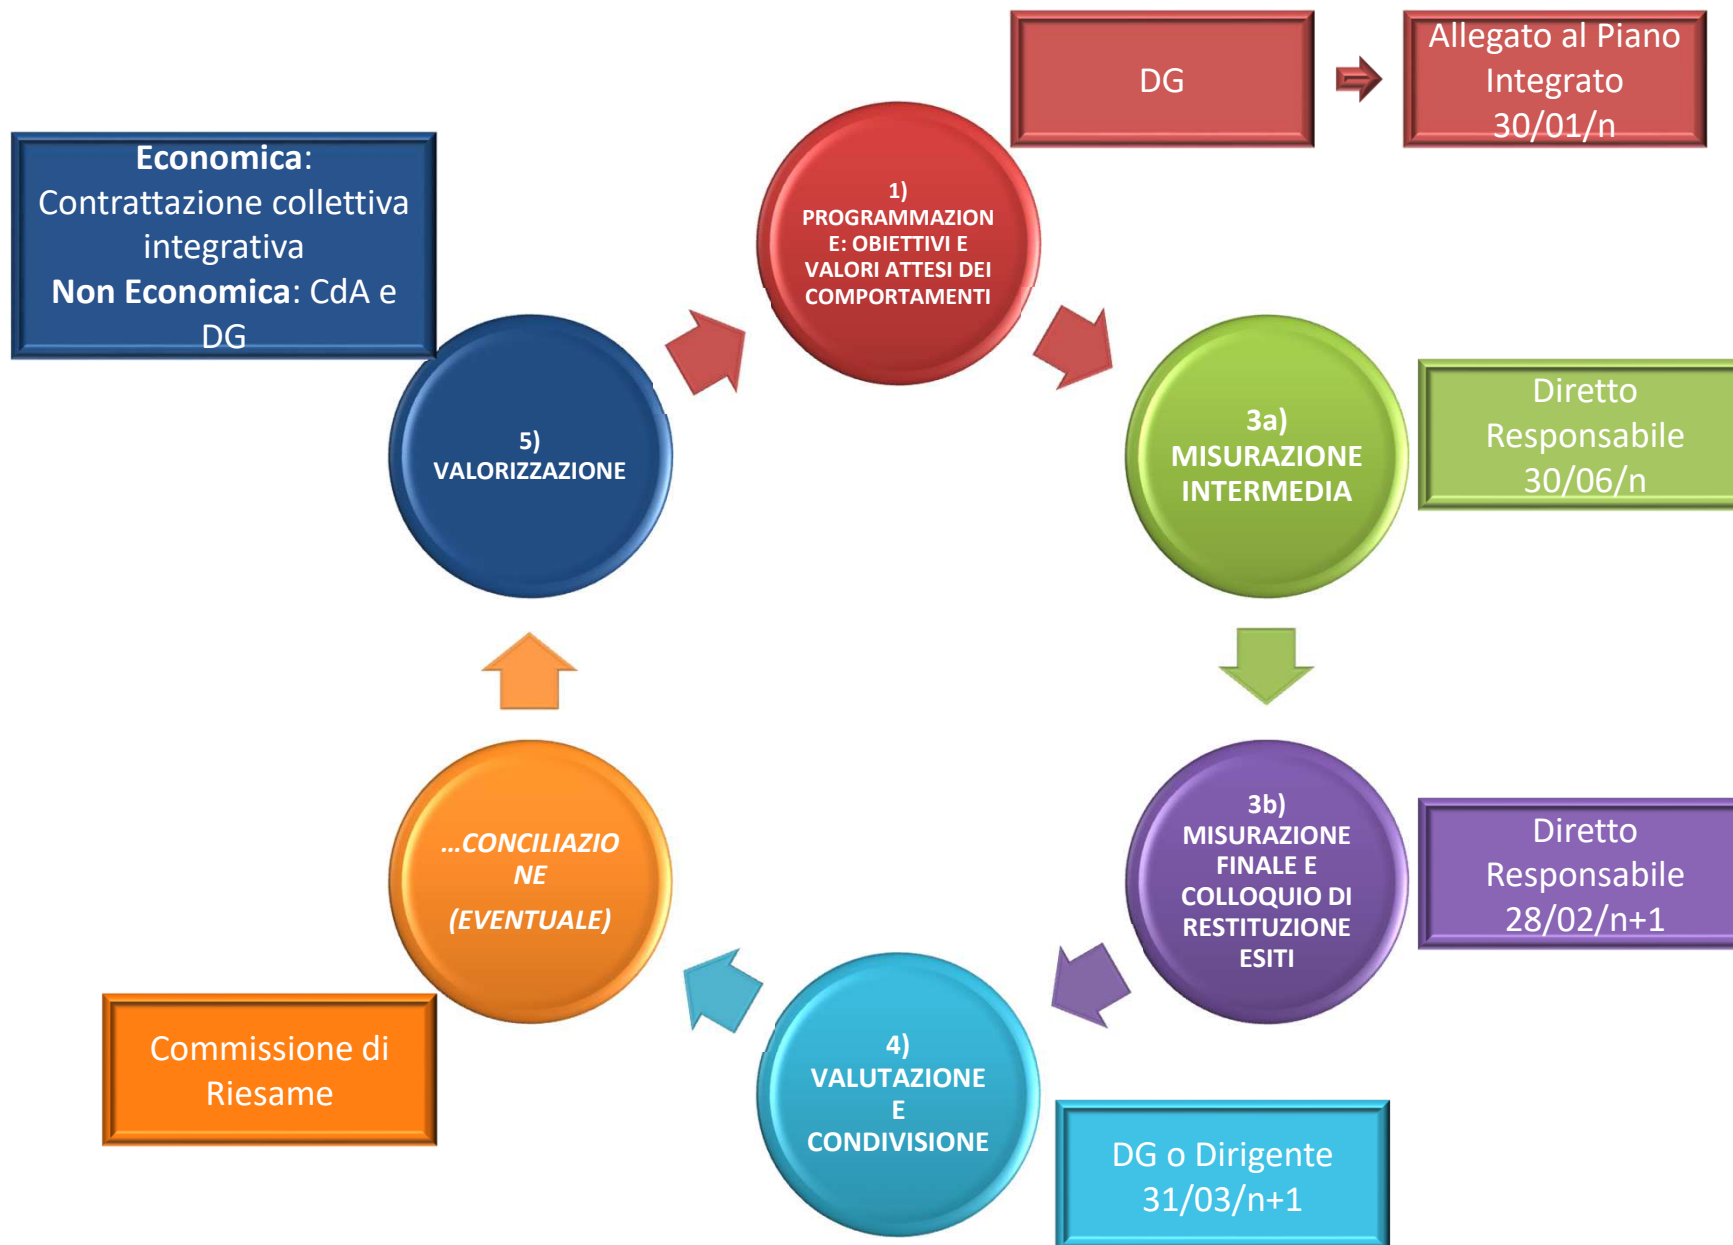 DG
Allegato al Piano
Integrato
30/01/n
1)
PROGRAMMAZION
E: OBIETTIVI E
VALORI ATTESI DEI
COMPORTAMENTI
Economica:
Contrattazione collettiva
integrativa
Non Economica: CdA e
DG
5)
VALORIZZAZIONE
3a)
MISURAZIONE
INTERMEDIA
Diretto
Responsabile
30/06/n
3b)
MISURAZIONE
FINALE E
COLLOQUIO DI
RESTITUZIONE
ESITI
Diretto
Responsabile
28/02/n+1
4)
VALUTAZIONE
E
CONDIVISIONE
DG o Dirigente
31/03/n+1
...CONCILIAZIO
NE
(EVENTUALE)
Commissione di
Riesame